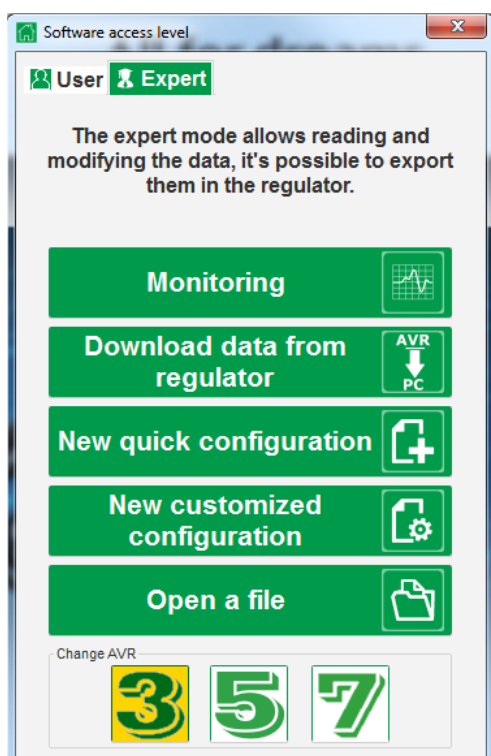 Software access level
x
User Expert
The expert mode allows reading and
modifying the data, it's possible to export
them in the regulator.
Monitoring
Download data from
regulator
AVR
PC
New quick configuration
New customized
configuration
Open a file
Change AVR
3 5 7